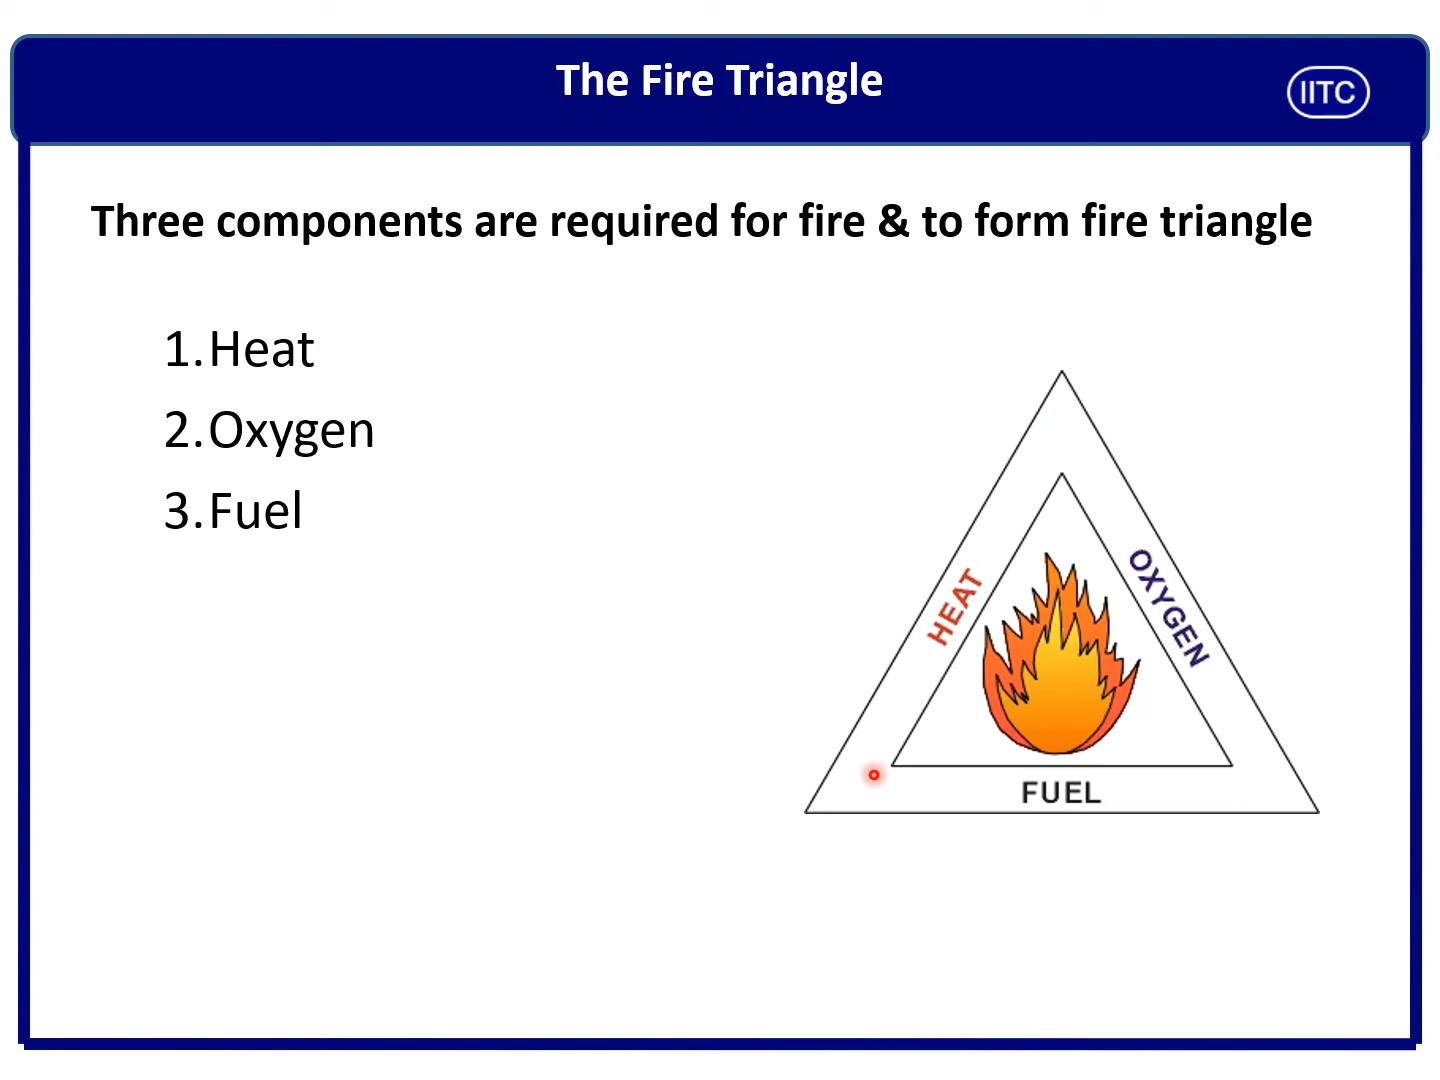 The Fire Triangle
IITC
Three components are required for fire & to form fire triangle
1. Heat
2. Oxygen
3. Fuel
HEAT
OXYGEN
FUEL